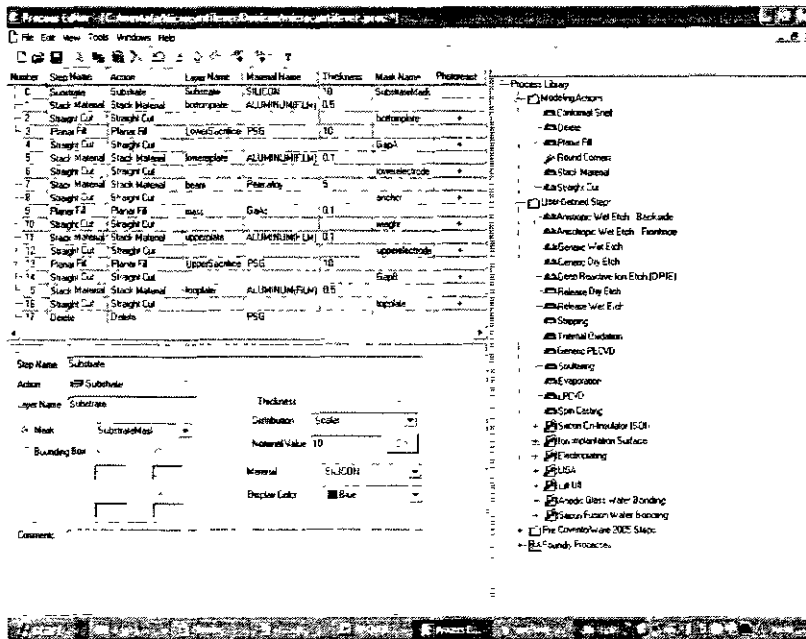 Process Editor - [C:
File Edit View Tools Windows Help
Number Step Name Action Layer Name Material Name Thickness Mask Name Photoresist
0 Substrate Substrate Substrate SILICON 10 SubstrateMask
1 Stack Material Stack Material bottomplate ALUMINUM(FILM) 0.5
2 Straight Cut Straight Cut bottomplate +
3 Planar Fill Planar Fill LowerSacrifice PSG 10
4 Straight Cut Straight Cut GapA +
5 Stack Material Stack Material ALUMINUM(FILM) 0.1
6 Straight Cut Straight Cut lowerelectrode +
7 Stack Material Stack Material beam 5
8 Straight Cut Straight Cut anchor +
9 Planar Fill Planar Fill mass GaAs 0.1
10 Straight Cut Straight Cut weight +
11 Stack Material Stack Material upperplate ALUMINUM(FILM) 0.1
12 Straight Cut Straight Cut upperelectrode +
13 Planar Fill Planar Fill UpperSacrifice PSG 10
14 Straight Cut Straight Cut GapB +
15 Stack Material Stack Material topplate ALUMINUM(FILM) 0.5
16 Straight Cut Straight Cut topplate +
17 Delete Delete PSG
Step Name Substrate
Action Substrate
Layer Name Substrate
Mask SubstrateMask
Bounding Box
Thickness
Distribution Scalar
Nominal Value 10
Material SILICON
Display Color Blue
Comments
Process Library
Modeling Actions
Conformal Shell
Delete
Planar Fill
Round Corners
Stack Material
Straight Cut
User-Defined Steps
Anisotropic Wet Etch - Backside
Anisotropic Wet Etch - Frontside
Generic Wet Etch
Generic Dry Etch
Deep Reactive Ion Etch (DRIE)
Release Dry Etch
Release Wet Etch
Stripping
Thermal Oxidation
Generic PECVD
Sputtering
Evaporation
LPCVD
Spin Casting
Silicon On-Insulator (SOI)
Ion Implantation Surface
Electroplating
LIGA
Lift Off
Anodic Glass Wafer Bonding
Silicon Fusion Wafer Bonding
Pre CoventorWare 2005 Steps
Foundry Processes